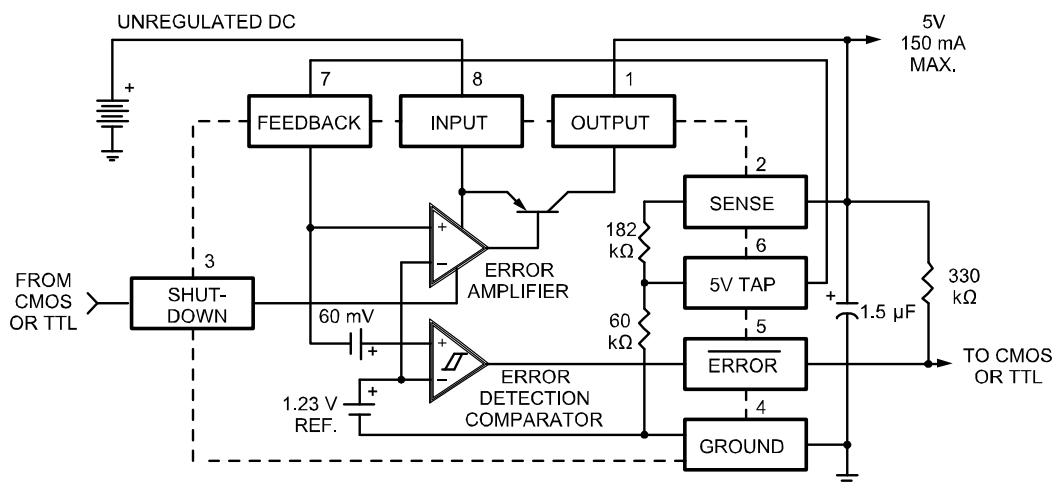 UNREGULATED DC
5V
150 mA
MAX.
7
8
1
FEEDBACK
INPUT
OUTPUT
2
SENSE
182
kΩ
6
5V TAP
3
FROM
CMOS
OR TTL
SHUT-
DOWN
ERROR
AMPLIFIER
330
kΩ
1.5 µF
60 mV
60
kΩ
5
ERROR
TO CMOS
OR TTL
1.23 V
REF.
ERROR
DETECTION
COMPARATOR
4
GROUND